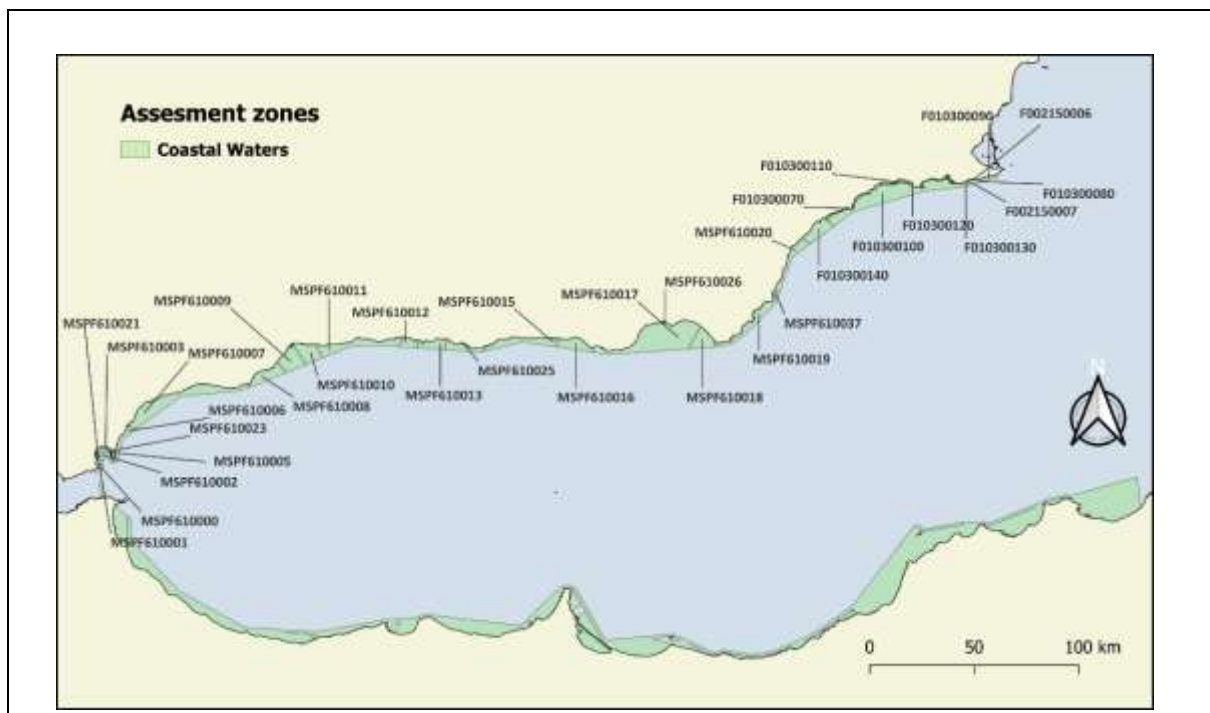 Assesment zones
Coastal Waters
F010300090
F002150006
F010300110
F010300080
F010300070
F002150007
F010300120
MSPF610020
F010300100
F010300130
F010300140
MSPF610026
MSPF610017
MSPF610011
MSPF610015
MSPF610009
MSPF610012
MSPF610021
MSPF610037
MSPF610003
MSPF610007
MSPF610019
MSPF610025
MSPF610010
MSPF610013
MSPF610016
MSPF610018
MSPF610008
MSPF610006
MSPF610023
MSPF610005
MSPF610002
MSPF610000
MSPF610001
N
0 50 100 km